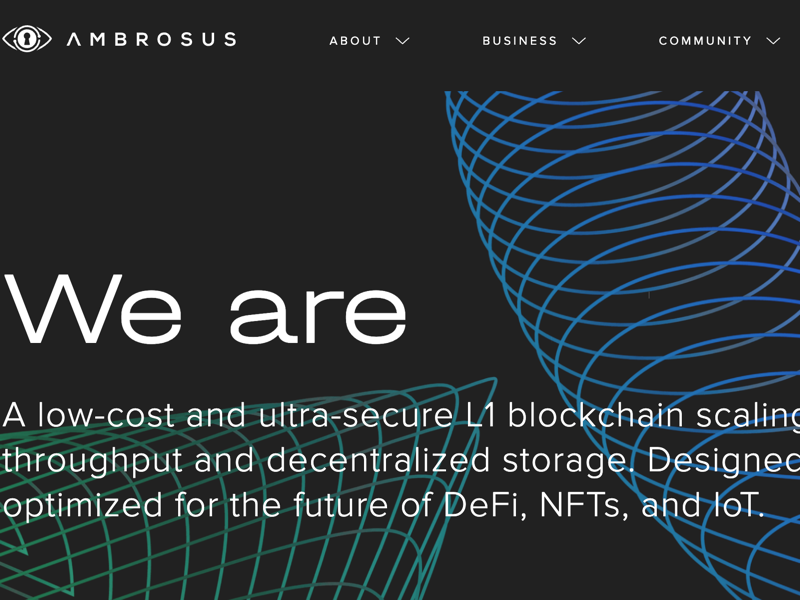 AMBROSUS ABOUT BUSINESS COMMUNITY
We are
A low-cost and ultra-secure L1 blockchain scaling
throughput and decentralized storage. Designed
optimized for the future of DeFi, NFTs, and IoT.